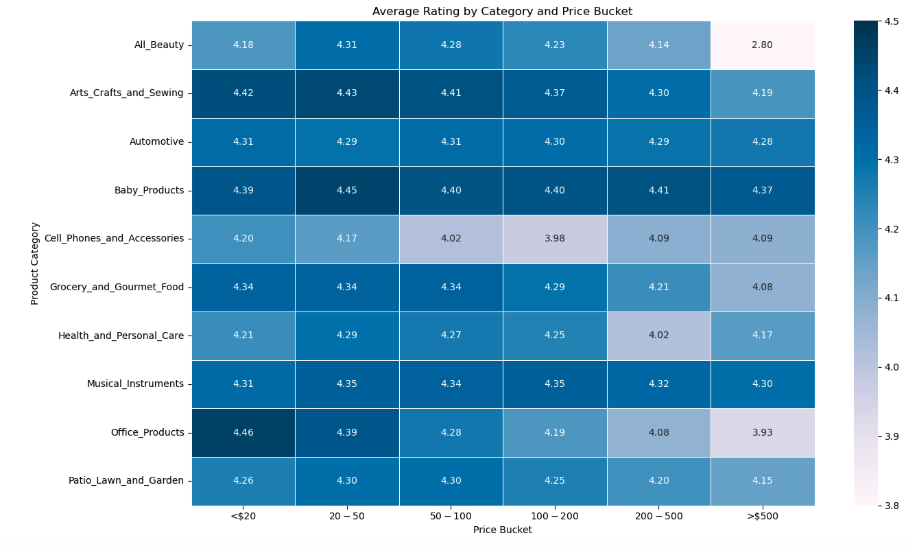 Average Rating by Category and Price Bucket
All_Beauty 4.18 4.31 4.28 4.23 4.14 2.80
Arts_Crafts_and_Sewing 4.42 4.43 4.41 4.37 4.30 4.19
Automotive 4.31 4.29 4.31 4.30 4.29 4.28
Baby_Products 4.39 4.45 4.40 4.40 4.41 4.37
Cell_Phones_and_Accessories 4.20 4.17 4.02 3.98 4.09 4.09
Grocery_and_Gourmet_Food 4.34 4.34 4.34 4.29 4.21 4.08
Health_and_Personal_Care 4.21 4.29 4.27 4.25 4.02 4.17
Musical_Instruments 4.31 4.35 4.34 4.35 4.32 4.30
Office_Products 4.46 4.39 4.28 4.19 4.08 3.93
Patio_Lawn_and_Garden 4.26 4.30 4.30 4.25 4.20 4.15
<$20 20 − 50 50 − 100 100 − 200 200 − 500 >$500
Price Bucket
Product Category
4.5
4.4
4.3
4.2
4.1
4.0
3.9
3.8